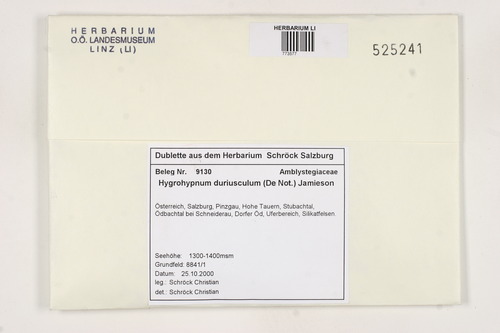 HERBARIUM
O.Ö. LANDESMUSEUM
LINZ (LI)
HERBARIUM LI
773577
525241
Dublette aus dem Herbarium Schröck Salzburg
Beleg Nr. 9130 Amblystegiaceae
Hygrohypnum duriusculum (De Not.) Jamieson
Österreich, Salzburg, Pinzgau, Hohe Tauern, Stubachtal,
Ödbachtal bei Schneiderau, Dorfer Öd, Uferbereich, Silikatfelsen.
Seehöhe: 1300-1400msm
Grundfeld: 8841/1
Datum: 25.10.2000
leg.: Schröck Christian
det.: Schröck Christian